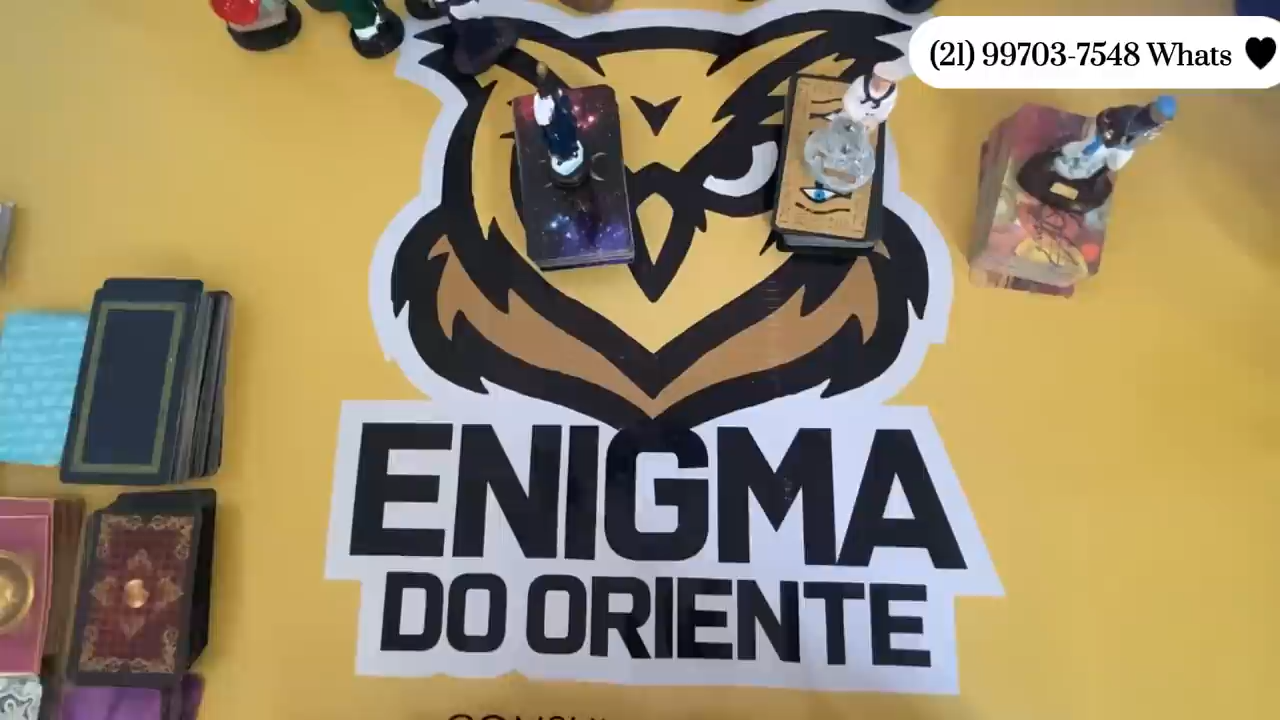 (21) 99703-7548 Whats 🖤
ENIGMA
DO ORIENTE